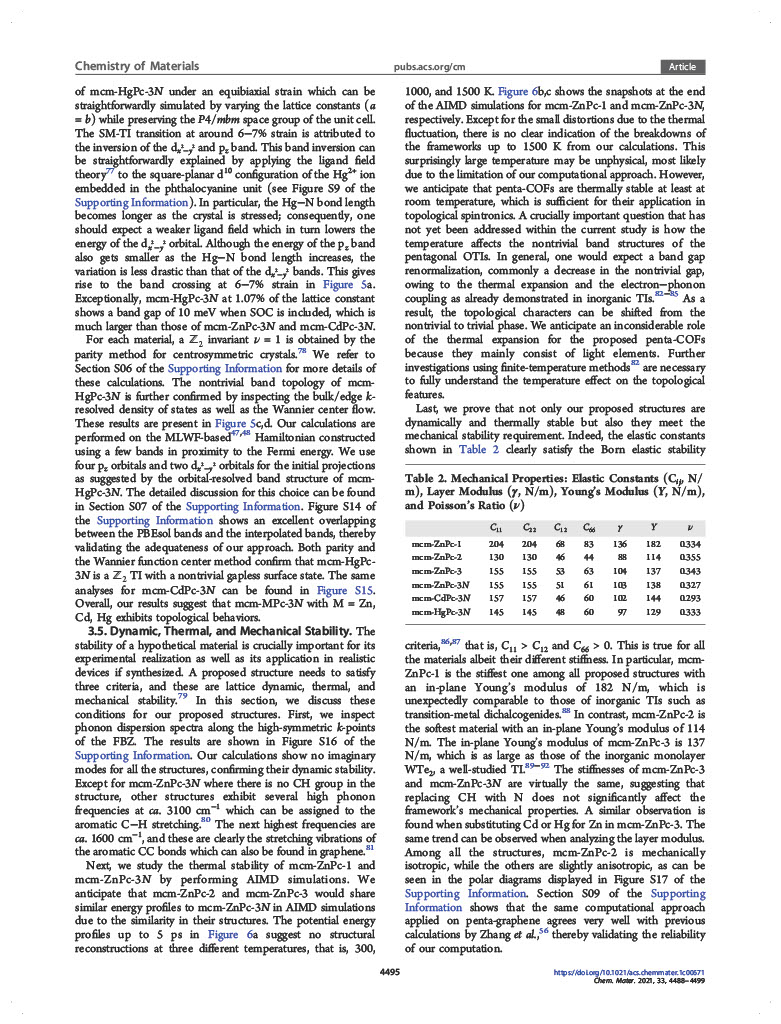 Chemistry of Materials
pubs.acs.org/cm
Article
of mcm-HgPc-3N under an equibiaxial strain which can be
straightforwardly simulated by varying the lattice constants (a
= b) while preserving the P4/mbm space group of the unit cell.
The SM-TI transition at around 6−7% strain is attributed to
the inversion of the dx²−y² and pz band. This band inversion can
be straightforwardly explained by applying the ligand field
theory77 to the square-planar d10 configuration of the Hg2+ ion
embedded in the phthalocyanine unit (see Figure S9 of the
Supporting Information). In particular, the Hg−N bond length
becomes longer as the crystal is stressed; consequently, one
should expect a weaker ligand field which in turn lowers the
energy of the dx²−y² orbital. Although the energy of the pz band
also gets smaller as the Hg−N bond length increases, the
variation is less drastic than that of the dx²−y² bands. This gives
rise to the band crossing at 6−7% strain in Figure 5a.
Exceptionally, mcm-HgPc-3N at 1.07% of the lattice constant
shows a band gap of 10 meV when SOC is included, which is
much larger than those of mcm-ZnPc-3N and mcm-CdPc-3N.
For each material, a ℤ2 invariant ν = 1 is obtained by the
parity method for centrosymmetric crystals.78 We refer to
Section S06 of the Supporting Information for more details of
these calculations. The nontrivial band topology of mcm-
HgPc-3N is further confirmed by inspecting the bulk/edge k-
resolved density of states as well as the Wannier center flow.
These results are present in Figure 5c,d. Our calculations are
performed on the MLWF-based47,48 Hamiltonian constructed
using a few bands in proximity to the Fermi energy. We use
four pz orbitals and two dx²−y² orbitals for the initial projections
as suggested by the orbital-resolved band structure of mcm-
HgPc-3N. The detailed discussion for this choice can be found
in Section S07 of the Supporting Information. Figure S14 of
the Supporting Information shows an excellent overlapping
between the PBEsol bands and the interpolated bands, thereby
validating the adequateness of our approach. Both parity and
the Wannier function center method confirm that mcm-HgPc-
3N is a ℤ2 TI with a nontrivial gapless surface state. The same
analyses for mcm-CdPc-3N can be found in Figure S15.
Overall, our results suggest that mcm-MPc-3N with M = Zn,
Cd, Hg exhibits topological behaviors.
3.5. Dynamic, Thermal, and Mechanical Stability. The
stability of a hypothetical material is crucially important for its
experimental realization as well as its application in realistic
devices if synthesized. A proposed structure needs to satisfy
three criteria, and these are lattice dynamic, thermal, and
mechanical stability.79 In this section, we discuss these
conditions for our proposed structures. First, we inspect
phonon dispersion spectra along the high-symmetric k-points
of the FBZ. The results are shown in Figure S16 of the
Supporting Information. Our calculations show no imaginary
modes for all the structures, confirming their dynamic stability.
Except for mcm-ZnPc-3N where there is no CH group in the
structure, other structures exhibit several high phonon
frequencies at ca. 3100 cm−1 which can be assigned to the
aromatic C−H stretching.80 The next highest frequencies are
ca. 1600 cm−1, and these are clearly the stretching vibrations of
the aromatic CC bonds which can also be found in graphene.81
Next, we study the thermal stability of mcm-ZnPc-1 and
mcm-ZnPc-3N by performing AIMD simulations. We
anticipate that mcm-ZnPc-2 and mcm-ZnPc-3 would share
similar energy profiles to mcm-ZnPc-3N in AIMD simulations
due to the similarity in their structures. The potential energy
profiles up to 5 ps in Figure 6a suggest no structural
reconstructions at three different temperatures, that is, 300,
1000, and 1500 K. Figure 6b,c shows the snapshots at the end
of the AIMD simulations for mcm-ZnPc-1 and mcm-ZnPc-3N,
respectively. Except for the small distortions due to the thermal
fluctuation, there is no clear indication of the breakdowns of
the frameworks up to 1500 K from our calculations. This
surprisingly large temperature may be unphysical, most likely
due to the limitation of our computational approach. However,
we anticipate that penta-COFs are thermally stable at least at
room temperature, which is sufficient for their application in
topological spintronics. A crucially important question that has
not yet been addressed within the current study is how the
temperature affects the nontrivial band structures of the
pentagonal OTIs. In general, one would expect a band gap
renormalization, commonly a decrease in the nontrivial gap,
owing to the thermal expansion and the electron−phonon
coupling as already demonstrated in inorganic TIs.82−85 As a
result, the topological characters can be shifted from the
nontrivial to trivial phase. We anticipate an inconsiderable role
of the thermal expansion for the proposed penta-COFs
because they mainly consist of light elements. Further
investigations using finite-temperature methods82 are necessary
to fully understand the temperature effect on the topological
features.
Last, we prove that not only our proposed structures are
dynamically and thermally stable but also they meet the
mechanical stability requirement. Indeed, the elastic constants
shown in Table 2 clearly satisfy the Born elastic stability
Table 2. Mechanical Properties: Elastic Constants (Cij, N/
m), Layer Modulus (γ, N/m), Young's Modulus (Y, N/m),
and Poisson's Ratio (ν)
C11 C22 C12 C66 γ Y ν
mcm-ZnPc-1 204 204 68 83 136 182 0.334
mcm-ZnPc-2 130 130 46 44 88 114 0.355
mcm-ZnPc-3 155 155 53 63 104 137 0.343
mcm-ZnPc-3N 155 155 51 61 103 138 0.327
mcm-CdPc-3N 157 157 46 60 102 144 0.293
mcm-HgPc-3N 145 145 48 60 97 129 0.333
criteria,86,87 that is, C11 > C12 and C66 > 0. This is true for all
the materials albeit their different stiffness. In particular, mcm-
ZnPc-1 is the stiffest one among all proposed structures with
an in-plane Young's modulus of 182 N/m, which is
unexpectedly comparable to those of inorganic TIs such as
transition-metal dichalcogenides.88 In contrast, mcm-ZnPc-2 is
the softest material with an in-plane Young's modulus of 114
N/m. The in-plane Young's modulus of mcm-ZnPc-3 is 137
N/m, which is as large as those of the inorganic monolayer
WTe2, a well-studied TI.89−92 The stiffnesses of mcm-ZnPc-3
and mcm-ZnPc-3N are virtually the same, suggesting that
replacing CH with N does not significantly affect the
framework's mechanical properties. A similar observation is
found when substituting Cd or Hg for Zn in mcm-ZnPc-3. The
same trend can be observed when analyzing the layer modulus.
Among all the structures, mcm-ZnPc-2 is mechanically
isotropic, while the others are slightly anisotropic, as can be
seen in the polar diagrams displayed in Figure S17 of the
Supporting Information. Section S09 of the Supporting
Information shows that the same computational approach
applied on penta-graphene agrees very well with previous
calculations by Zhang et al.,56 thereby validating the reliability
of our computation.
4495
https://doi.org/10.1021/acs.chemmater.1c00571
Chem. Mater. 2021, 33, 4488−4499